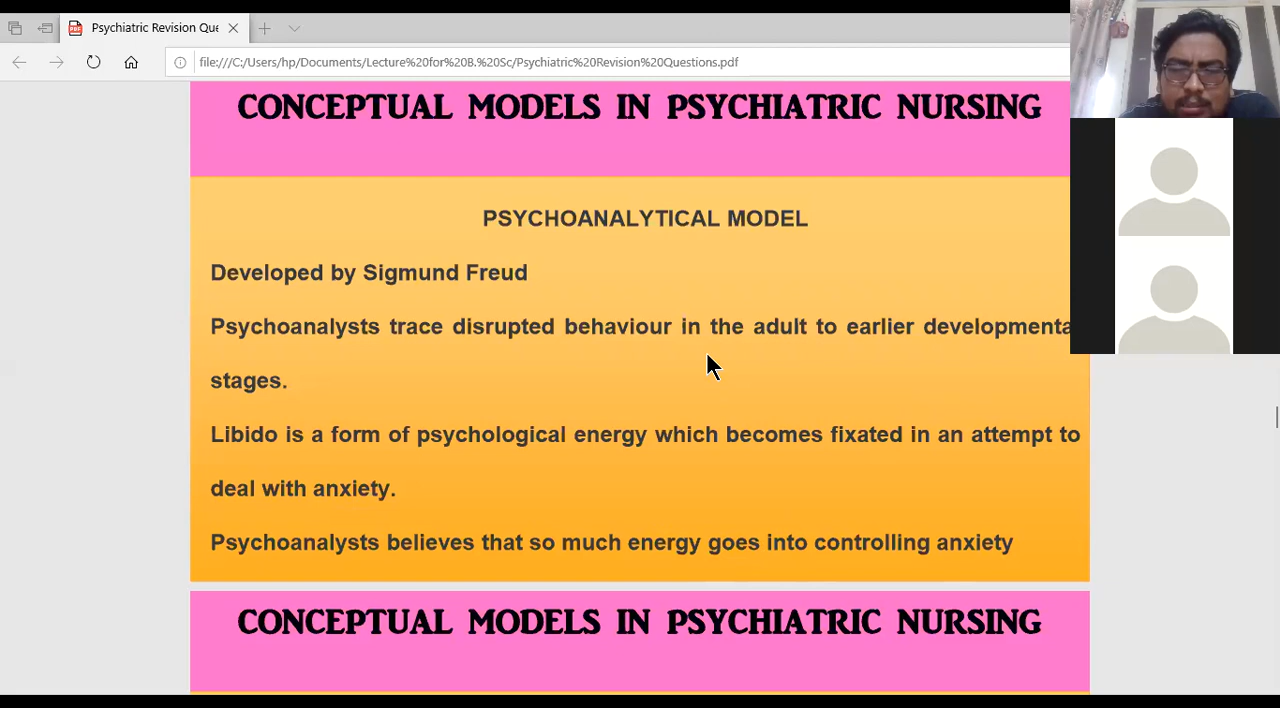 Psychiatric Revision Que
file:///C:/Users/hp/Documents/Lecture%20for%20B.%20Sc/Psychiatric%20Revision%20Questions.pdf
CONCEPTUAL MODELS IN PSYCHIATRIC NURSING
PSYCHOANALYTICAL MODEL
Developed by Sigmund Freud
Psychoanalysts trace disrupted behaviour in the adult to earlier developmenta
stages.
Libido is a form of psychological energy which becomes fixated in an attempt to
deal with anxiety.
Psychoanalysts believes that so much energy goes into controlling anxiety
CONCEPTUAL MODELS IN PSYCHIATRIC NURSING